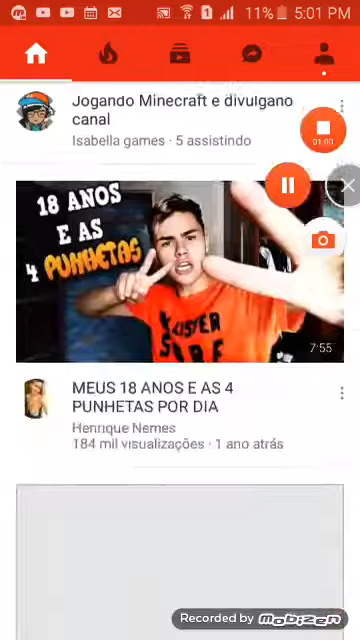 11% 5:01 PM
Jogando Minecraft e divulgano
canal
Isabella games · 5 assistindo
01:00
18 ANOS
E AS
4 PUNHETAS
7:55
MEUS 18 ANOS E AS 4
PUNHETAS POR DIA
Henrique Nemes
184 mil visualizações · 1 ano atrás
Recorded by MOBIZEN